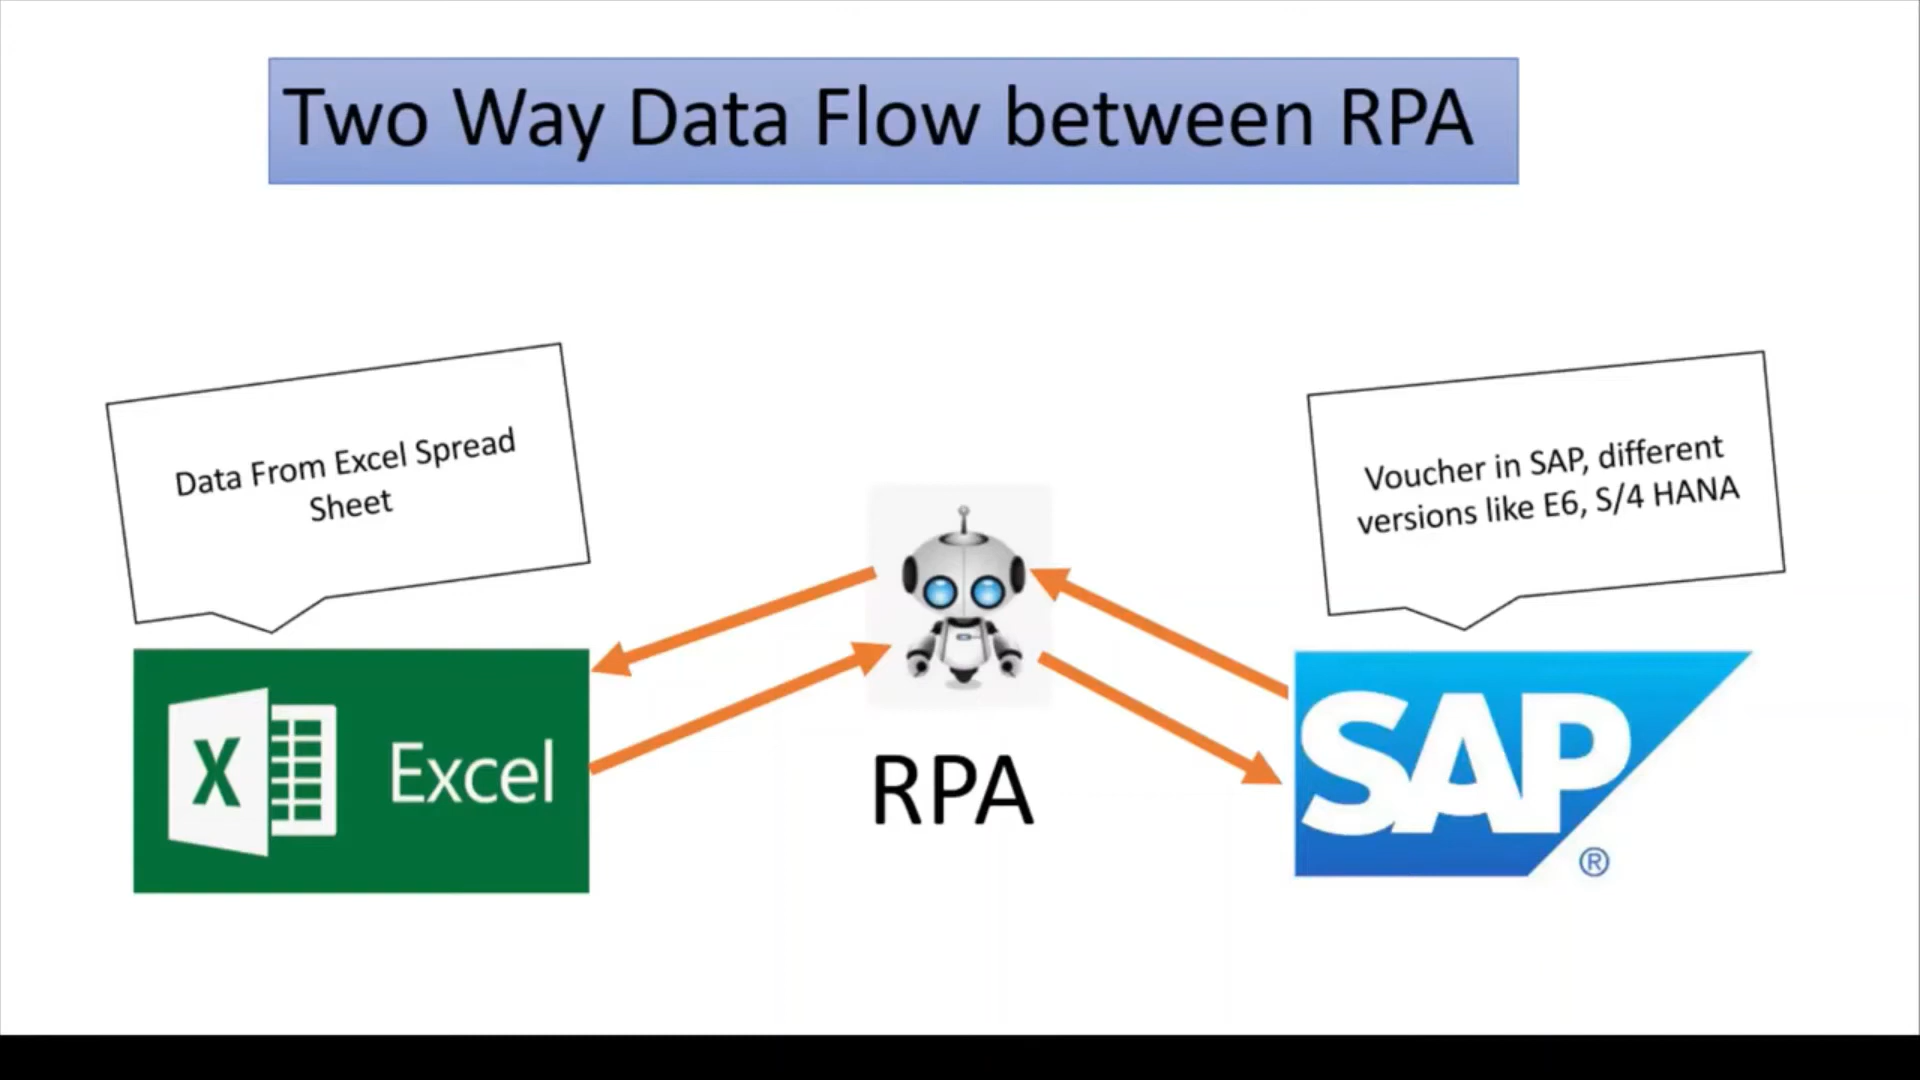 Two Way Data Flow between RPA
Data From Excel Spread
Sheet
Voucher in SAP, different
versions like E6, S/4 HANA
X
Excel
RPA
SAP
®